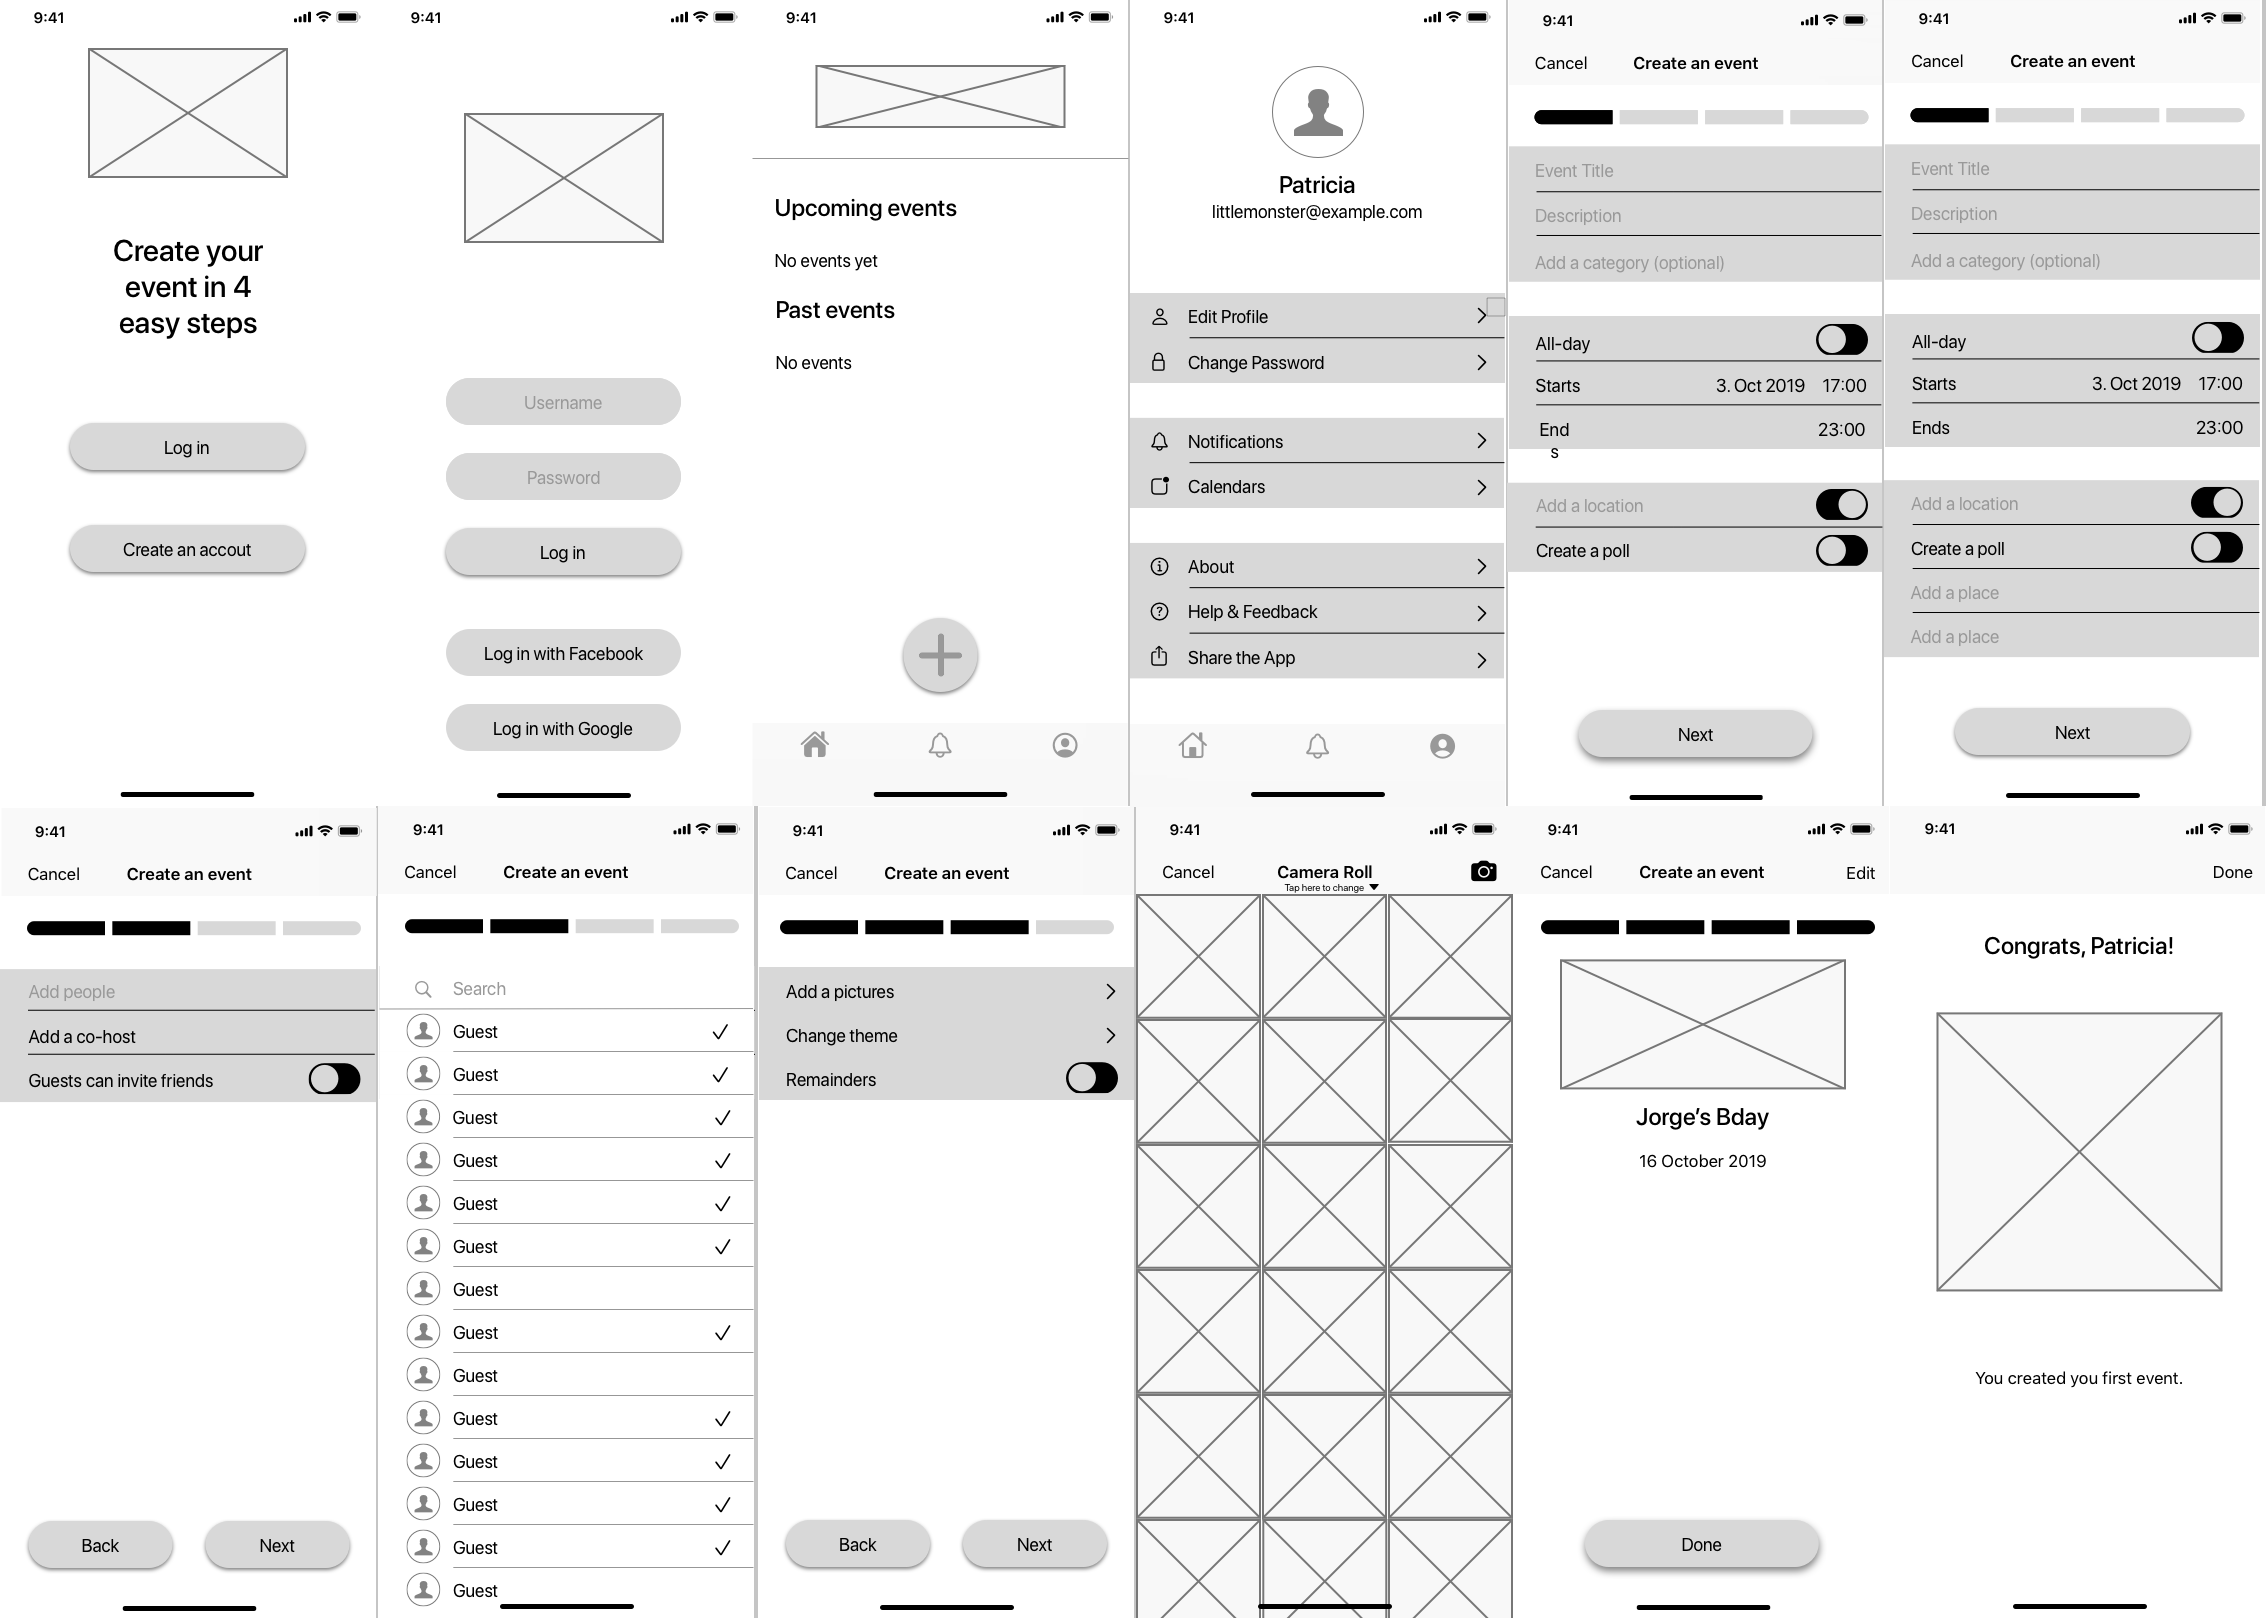 9:41
Create your
event in 4
easy steps
Log in
Create an accout
9:41
Username
Password
Log in
Log in with Facebook
Log in with Google
9:41
Upcoming events
No events yet
Past events
No events
9:41
Patricia
littlemonster@example.com
Edit Profile
Change Password
Notifications
Calendars
About
Help & Feedback
Share the App
9:41
Cancel Create an event
Event Title
Description
Add a category (optional)
All-day
Starts 3. Oct 2019 17:00
End 23:00
s
Add a location
Create a poll
Next
9:41
Cancel Create an event
Event Title
Description
Add a category (optional)
All-day
Starts 3. Oct 2019 17:00
Ends 23:00
Add a location
Create a poll
Add a place
Add a place
Next
9:41
Cancel Create an event
Add people
Add a co-host
Guests can invite friends
Back Next
9:41
Cancel Create an event
Search
Guest
Guest
Guest
Guest
Guest
Guest
Guest
Guest
Guest
Guest
Guest
Guest
Guest
Guest
9:41
Cancel Create an event
Add a pictures
Change theme
Remainders
Back Next
9:41
Cancel Camera Roll
Tap here to change
9:41
Cancel Create an event Edit
Jorge's Bday
16 October 2019
Done
9:41
Done
Congrats, Patricia!
You created you first event.